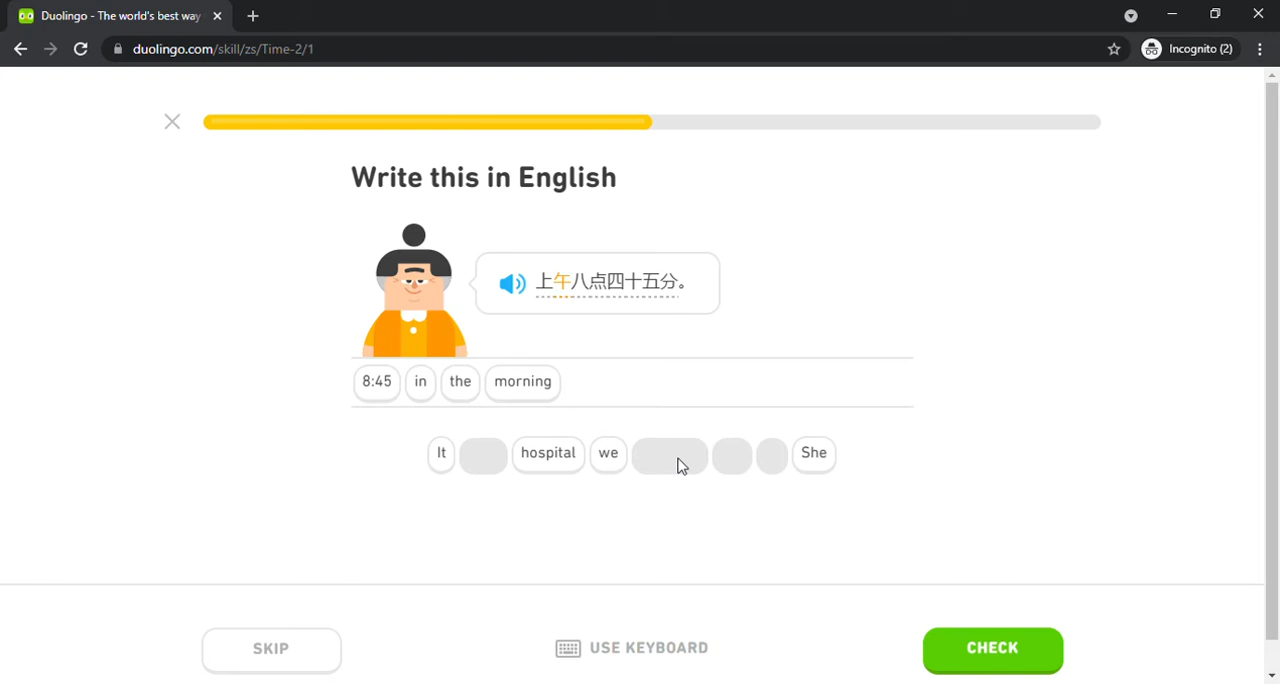 Duolingo - The world's best way
duolingo.com/skill/zs/Time-2/1
Incognito (2)
Write this in English
上午八点四十五分。
8:45 in the morning
It hospital we She
SKIP
USE KEYBOARD
CHECK